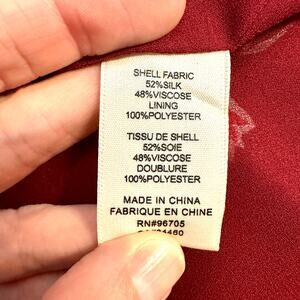 SHELL FABRIC
52%SILK
48%VISCOSE
LINING
100%POLYESTER
TISSU DE SHELL
52%SOIE
48%VISCOSE
DOUBLURE
100%POLYESTER
MADE IN CHINA
FABRIQUE EN CHINE
RN#96705